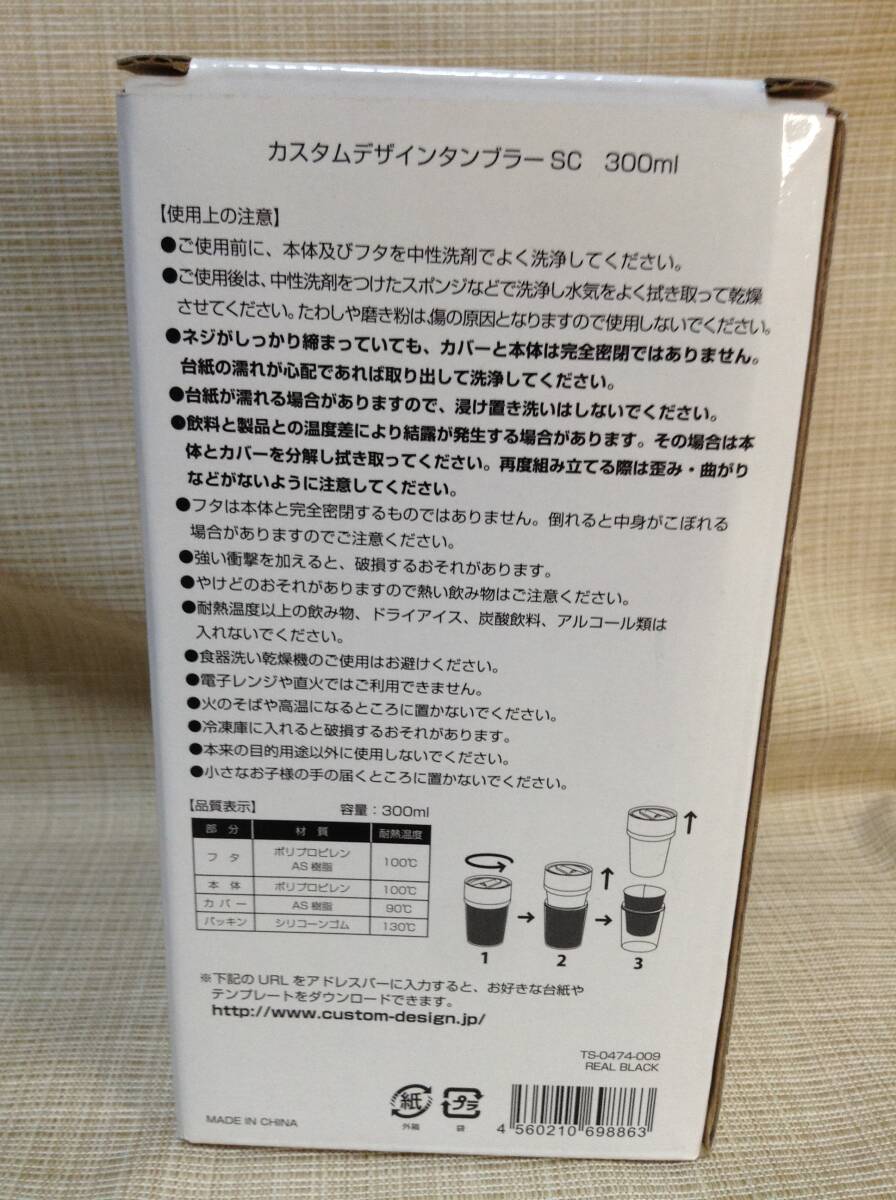 カスタムデザインタンブラー SC　300ml
【使用上の注意】
●ご使用前に、本体及びフタを中性洗剤でよく洗浄してください。
●ご使用後は、中性洗剤をつけたスポンジなどで洗浄し水気をよく拭き取って乾燥
させてください。たわしや磨き粉は、傷の原因となりますので使用しないでください。
●ネジがしっかり締まっていても、カバーと本体は完全密閉ではありません。
台紙の濡れが心配であれば取り出して洗浄してください。
●台紙が濡れる場合がありますので、浸け置き洗いはしないでください。
●飲料と製品との温度差により結露が発生する場合があります。その場合は本
体とカバーを分解し拭き取ってください。再度組み立てる際は歪み・曲がり
などがないように注意してください。
●フタは本体と完全密閉するものではありません。倒れると中身がこぼれる
場合がありますのでご注意ください。
●強い衝撃を加えると、破損するおそれがあります。
●やけどのおそれがありますので熱い飲み物はご注意ください。
●耐熱温度以上の飲み物、ドライアイス、炭酸飲料、アルコール類は
入れないでください。
●食器洗い乾燥機のご使用はお避けください。
●電子レンジや直火ではご利用できません。
●火のそばや高温になるところに置かないでください。
●冷凍庫に入れると破損するおそれがあります。
●本来の目的用途以外に使用しないでください。
●小さなお子様の手の届くところに置かないでください。
【品質表示】　容量：300ml
部分　材質　耐熱温度
フタ　ポリプロピレン　100℃
AS樹脂
本体　ポリプロピレン　100℃
カバー　AS樹脂　90℃
パッキン　シリコーンゴム　130℃
1　2　3
※下記の URL をアドレスバーに入力すると、お好きな台紙や
テンプレートをダウンロードできます。
http://www.custom-design.jp/
TS-0474-009
REAL BLACK
MADE IN CHINA
紙　プラ
外箱　袋
4 560210 698863